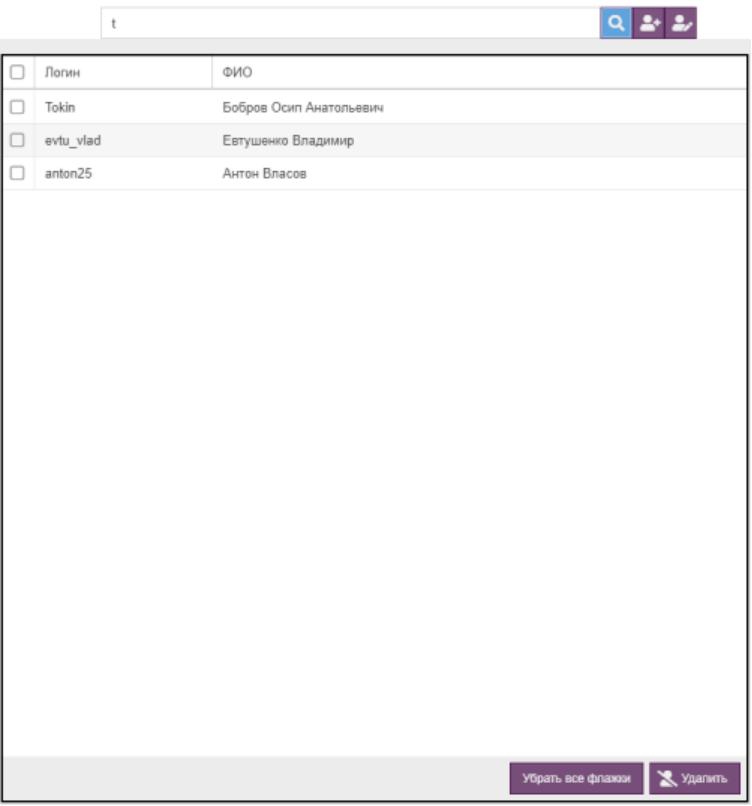 t
Логин ФИО
Tokin Бобров Осип Анатольевич
evtu_vlad Евтушенко Владимир
anton25 Антон Власов
Убрать все флажки Удалить